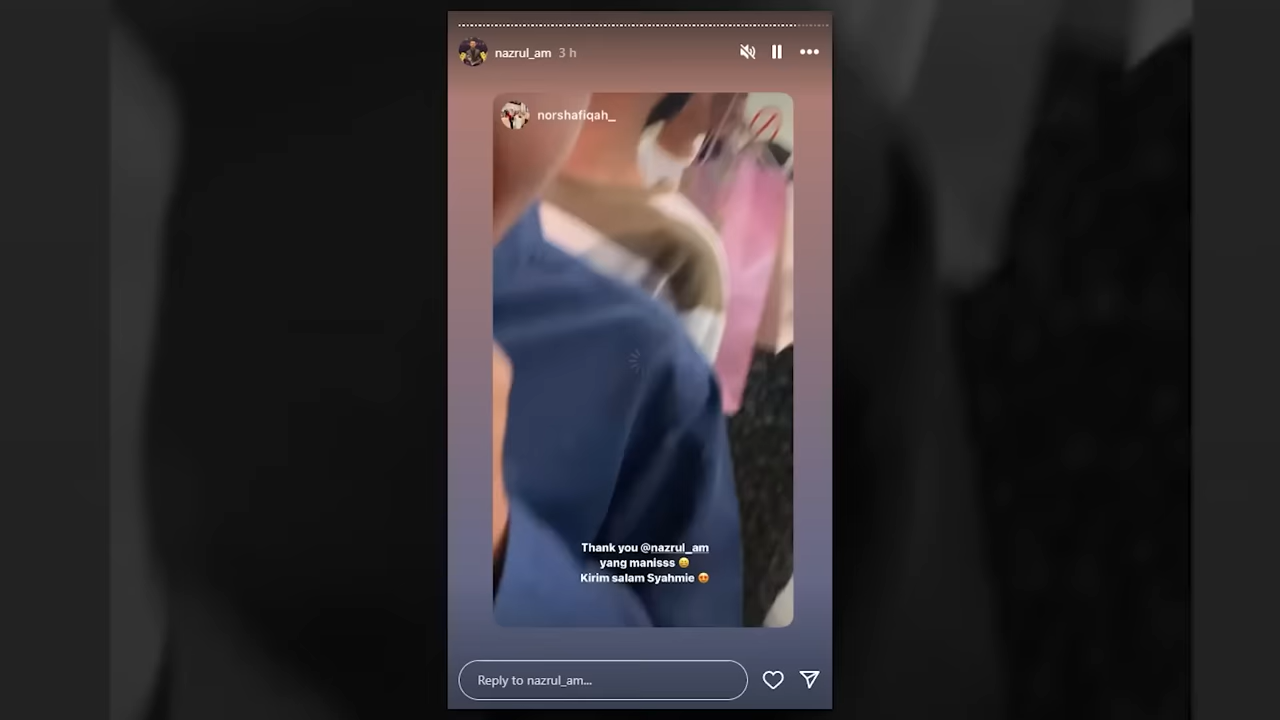 nazrul_am 3 h
norshafiqah_
Thank you @nazrul_am
yang manisss 😄
Kirim salam Syahmie 😍
Reply to nazrul_am...